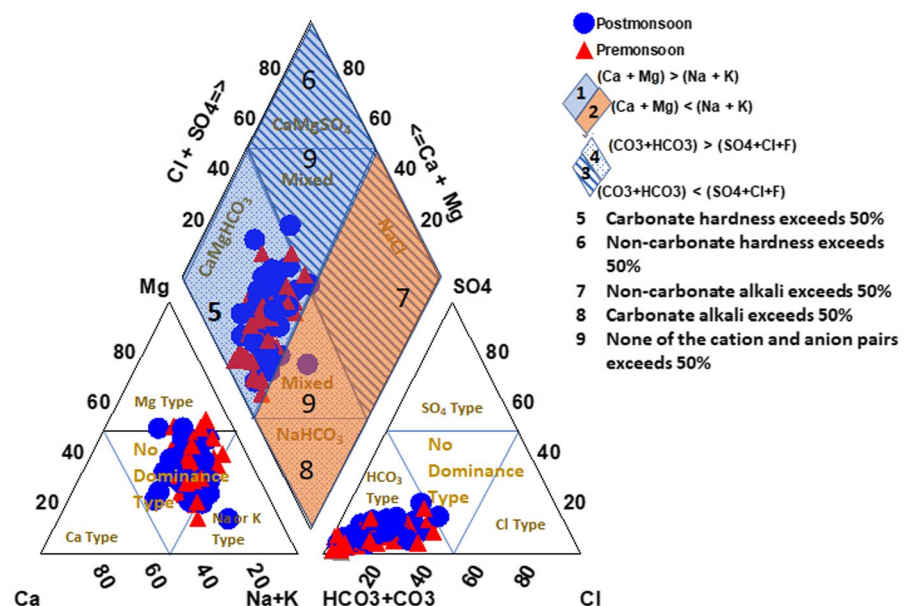 Postmonsoon
Premonsoon
(Ca + Mg) > (Na + K)
1
2
(Ca + Mg) < (Na + K)
4
(CO3+HCO3) > (SO4+Cl+F)
3
(CO3+HCO3) < (SO4+Cl+F)
5 Carbonate hardness exceeds 50%
6 Non-carbonate hardness exceeds
50%
7 Non-carbonate alkali exceeds 50%
8 Carbonate alkali exceeds 50%
9 None of the cation and anion pairs
exceeds 50%
80
80
6
60
60
CaMgSO₄
Cl + SO4=>
<=Ca + Mg
40
40
9
Mixed
20
20
CaMgHCO₃
NaCl
Mg
SO4
5
7
Mixed
9
NaHCO₃
8
80
60
40
20
Mg Type
No
Dominance
Type
Ca Type
Na or K
Type
80
60
40
20
Ca
Na+K
80
60
40
20
SO₄ Type
No
Dominance
Type
HCO₃
Type
Cl Type
20
40
60
80
HCO3+CO3
Cl